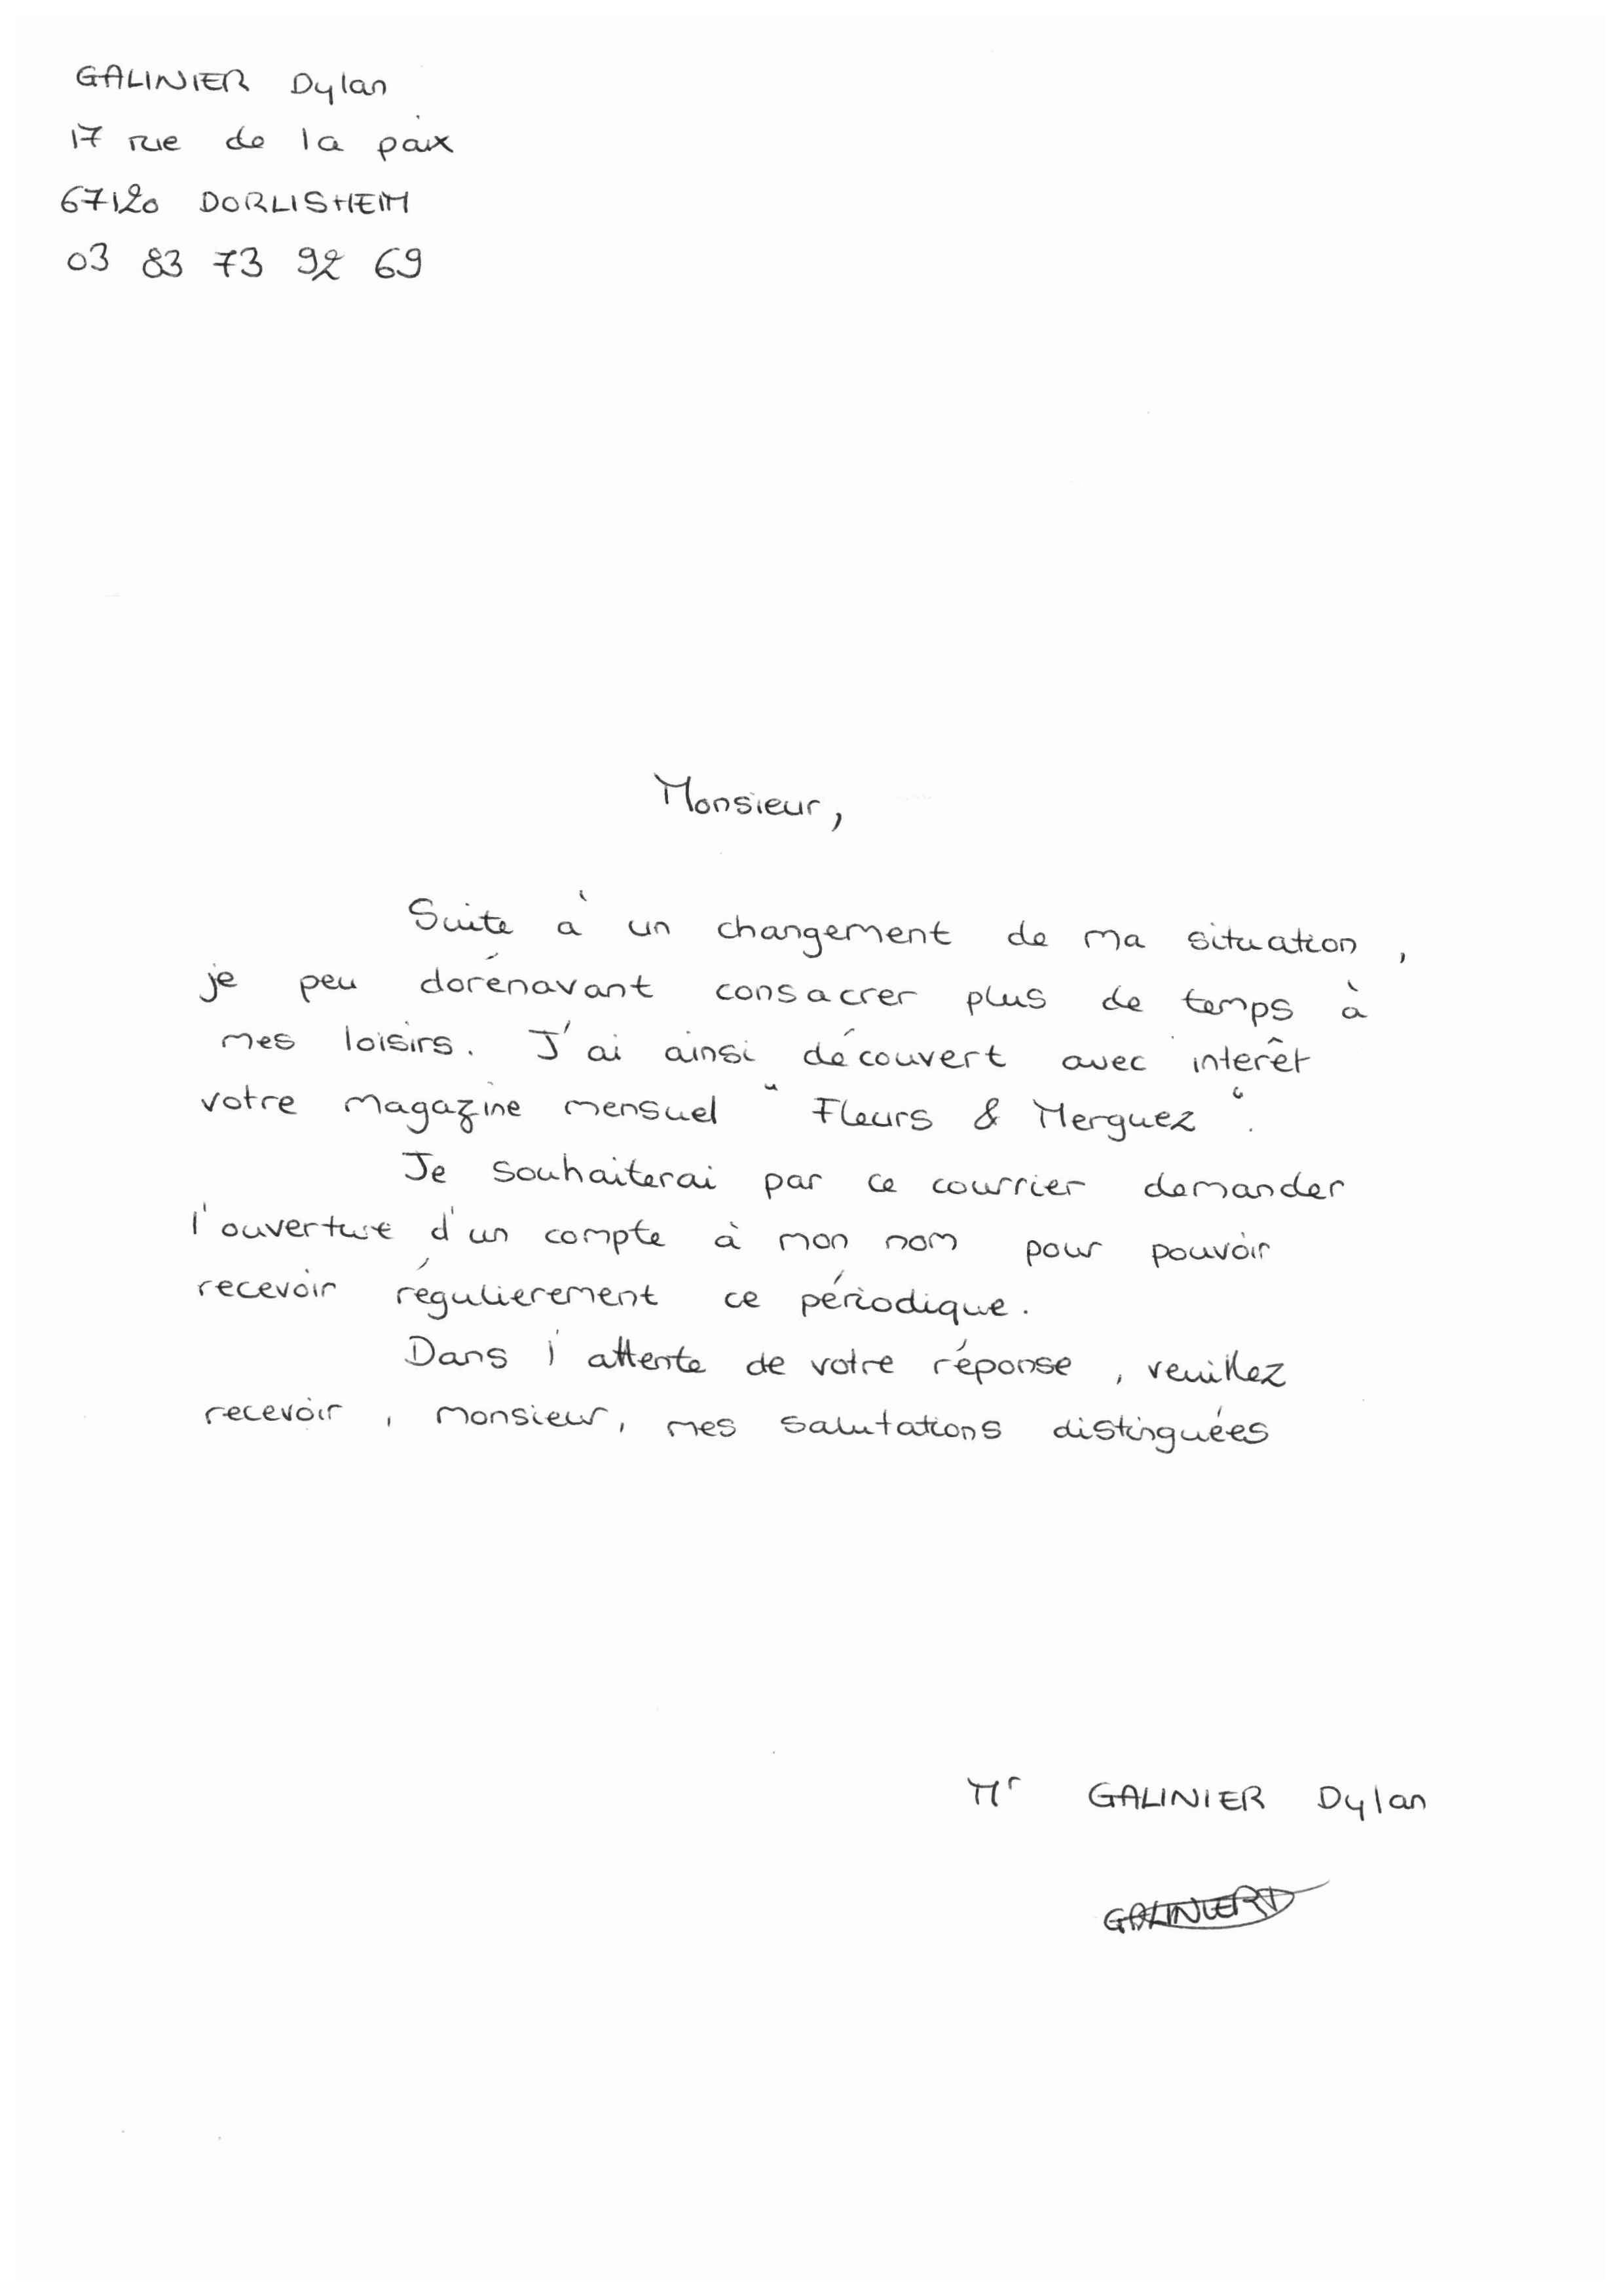 GALINIER Dylan
17 rue de la paix
67120 DORLISHEIM
03 83 73 92 69
Monsieur,
Suite à un changement de ma situation,
je peu dorénavant consacrer plus de temps à
mes loisirs. J'ai ainsi découvert avec interêt
votre magazine mensuel "Fleurs & Merguez".
Je souhaiterai par ce courrier demander
l'ouverture d'un compte à mon nom pour pouvoir
recevoir régulierement ce périodique.
Dans l'attente de votre réponse, veuillez
recevoir, monsieur, mes salutations distinguées
Mr GALINIER Dylan
GALINIER D